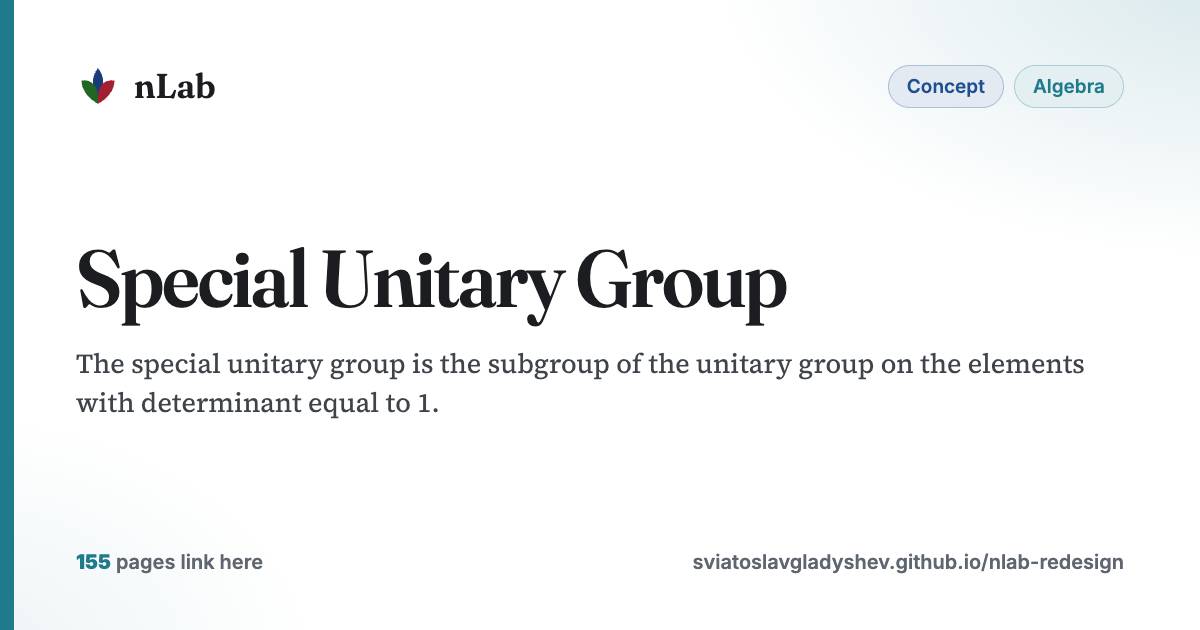 nLab
Concept
Algebra
Special Unitary Group
The special unitary group is the subgroup of the unitary group on the elements
with determinant equal to 1.
155 pages link here
sviatoslavgladyshev.github.io/nlab-redesign